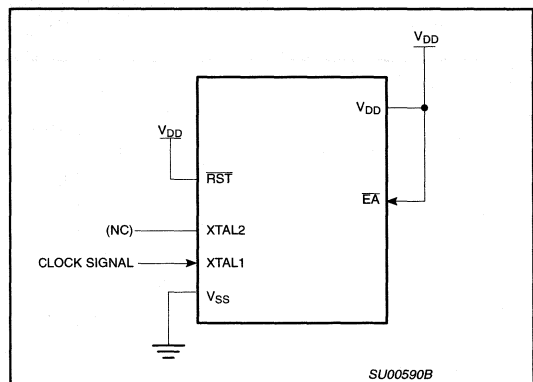 VDD
VDD
VDD
RST
EA
(NC)
XTAL2
CLOCK SIGNAL
XTAL1
VSS
SU00590B